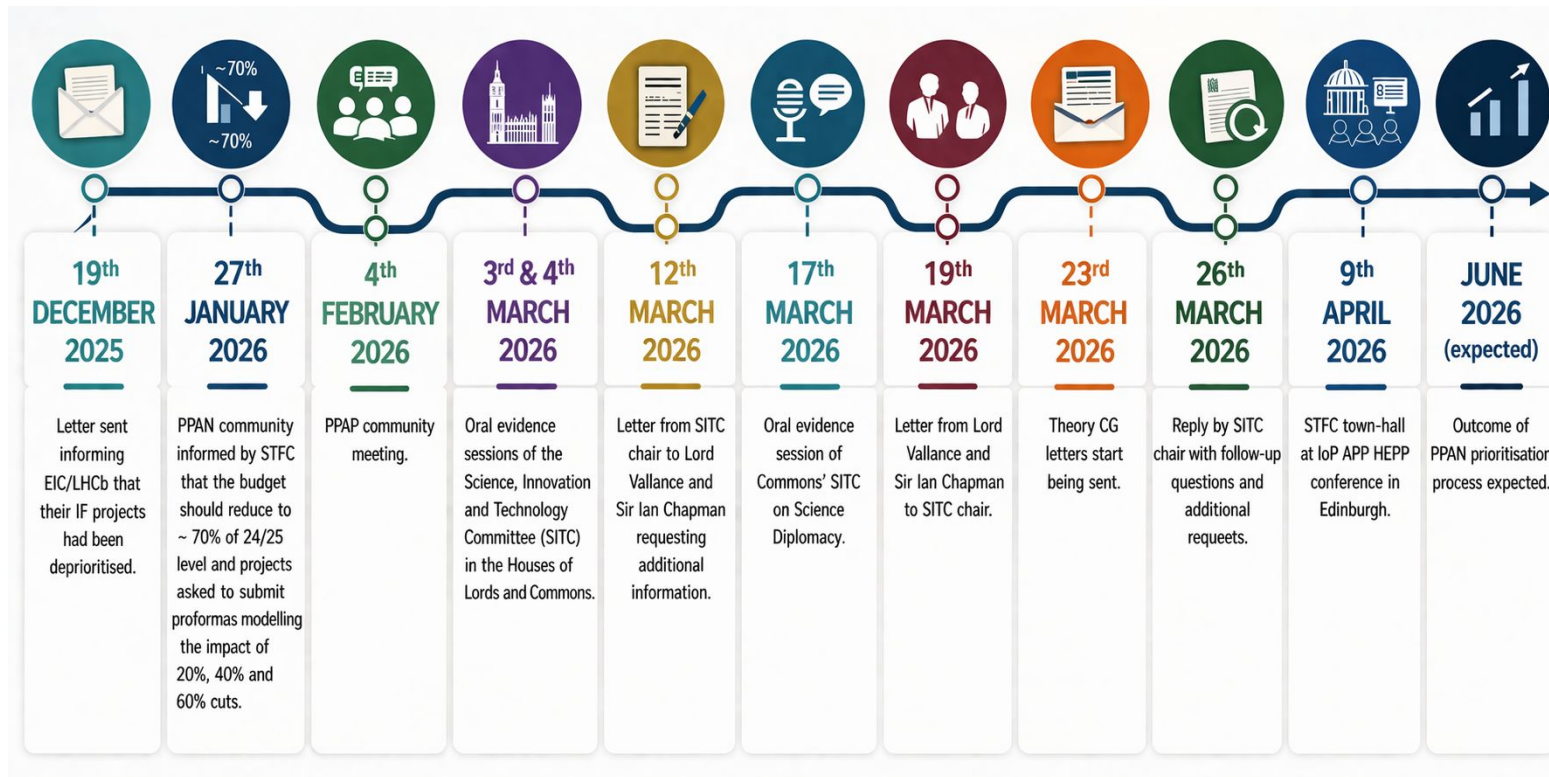 ~70%
~70%
19th
DECEMBER
2025
Letter sent
informing
EIC/LHCb that
their IF projects
had been
deprioritised.
27th
JANUARY
2026
PPAN community
informed by STFC
that the budget
should reduce to
~ 70% of 24/25
level and projects
asked to submit
proformas modelling
the impact of
20%, 40% and
60% cuts.
4th
FEBRUARY
2026
PPAP community
meeting.
3rd & 4th
MARCH
2026
Oral evidence
sessions of the
Science, Innovation
and Technology
Committee (SITC)
in the Houses of
Lords and Commons.
12th
MARCH
2026
Letter from SITC
chair to Lord
Vallance and
Sir Ian Chapman
requesting
additional
information.
17th
MARCH
2026
Oral evidence
session of
Commons’ SITC
on Science
Diplomacy.
19th
MARCH
2026
Letter from Lord
Vallance and
Sir Ian Chapman
to SITC chair.
23rd
MARCH
2026
Theory CG
letters start
being sent.
26th
MARCH
2026
Reply by SITC
chair with follow-up
questions and
additional
requeets.
9th
APRIL
2026
STFC town-hall
at IoP APP HEPP
conference in
Edinburgh.
JUNE
2026
(expected)
Outcome of
PPAN prioritisation
process expected.